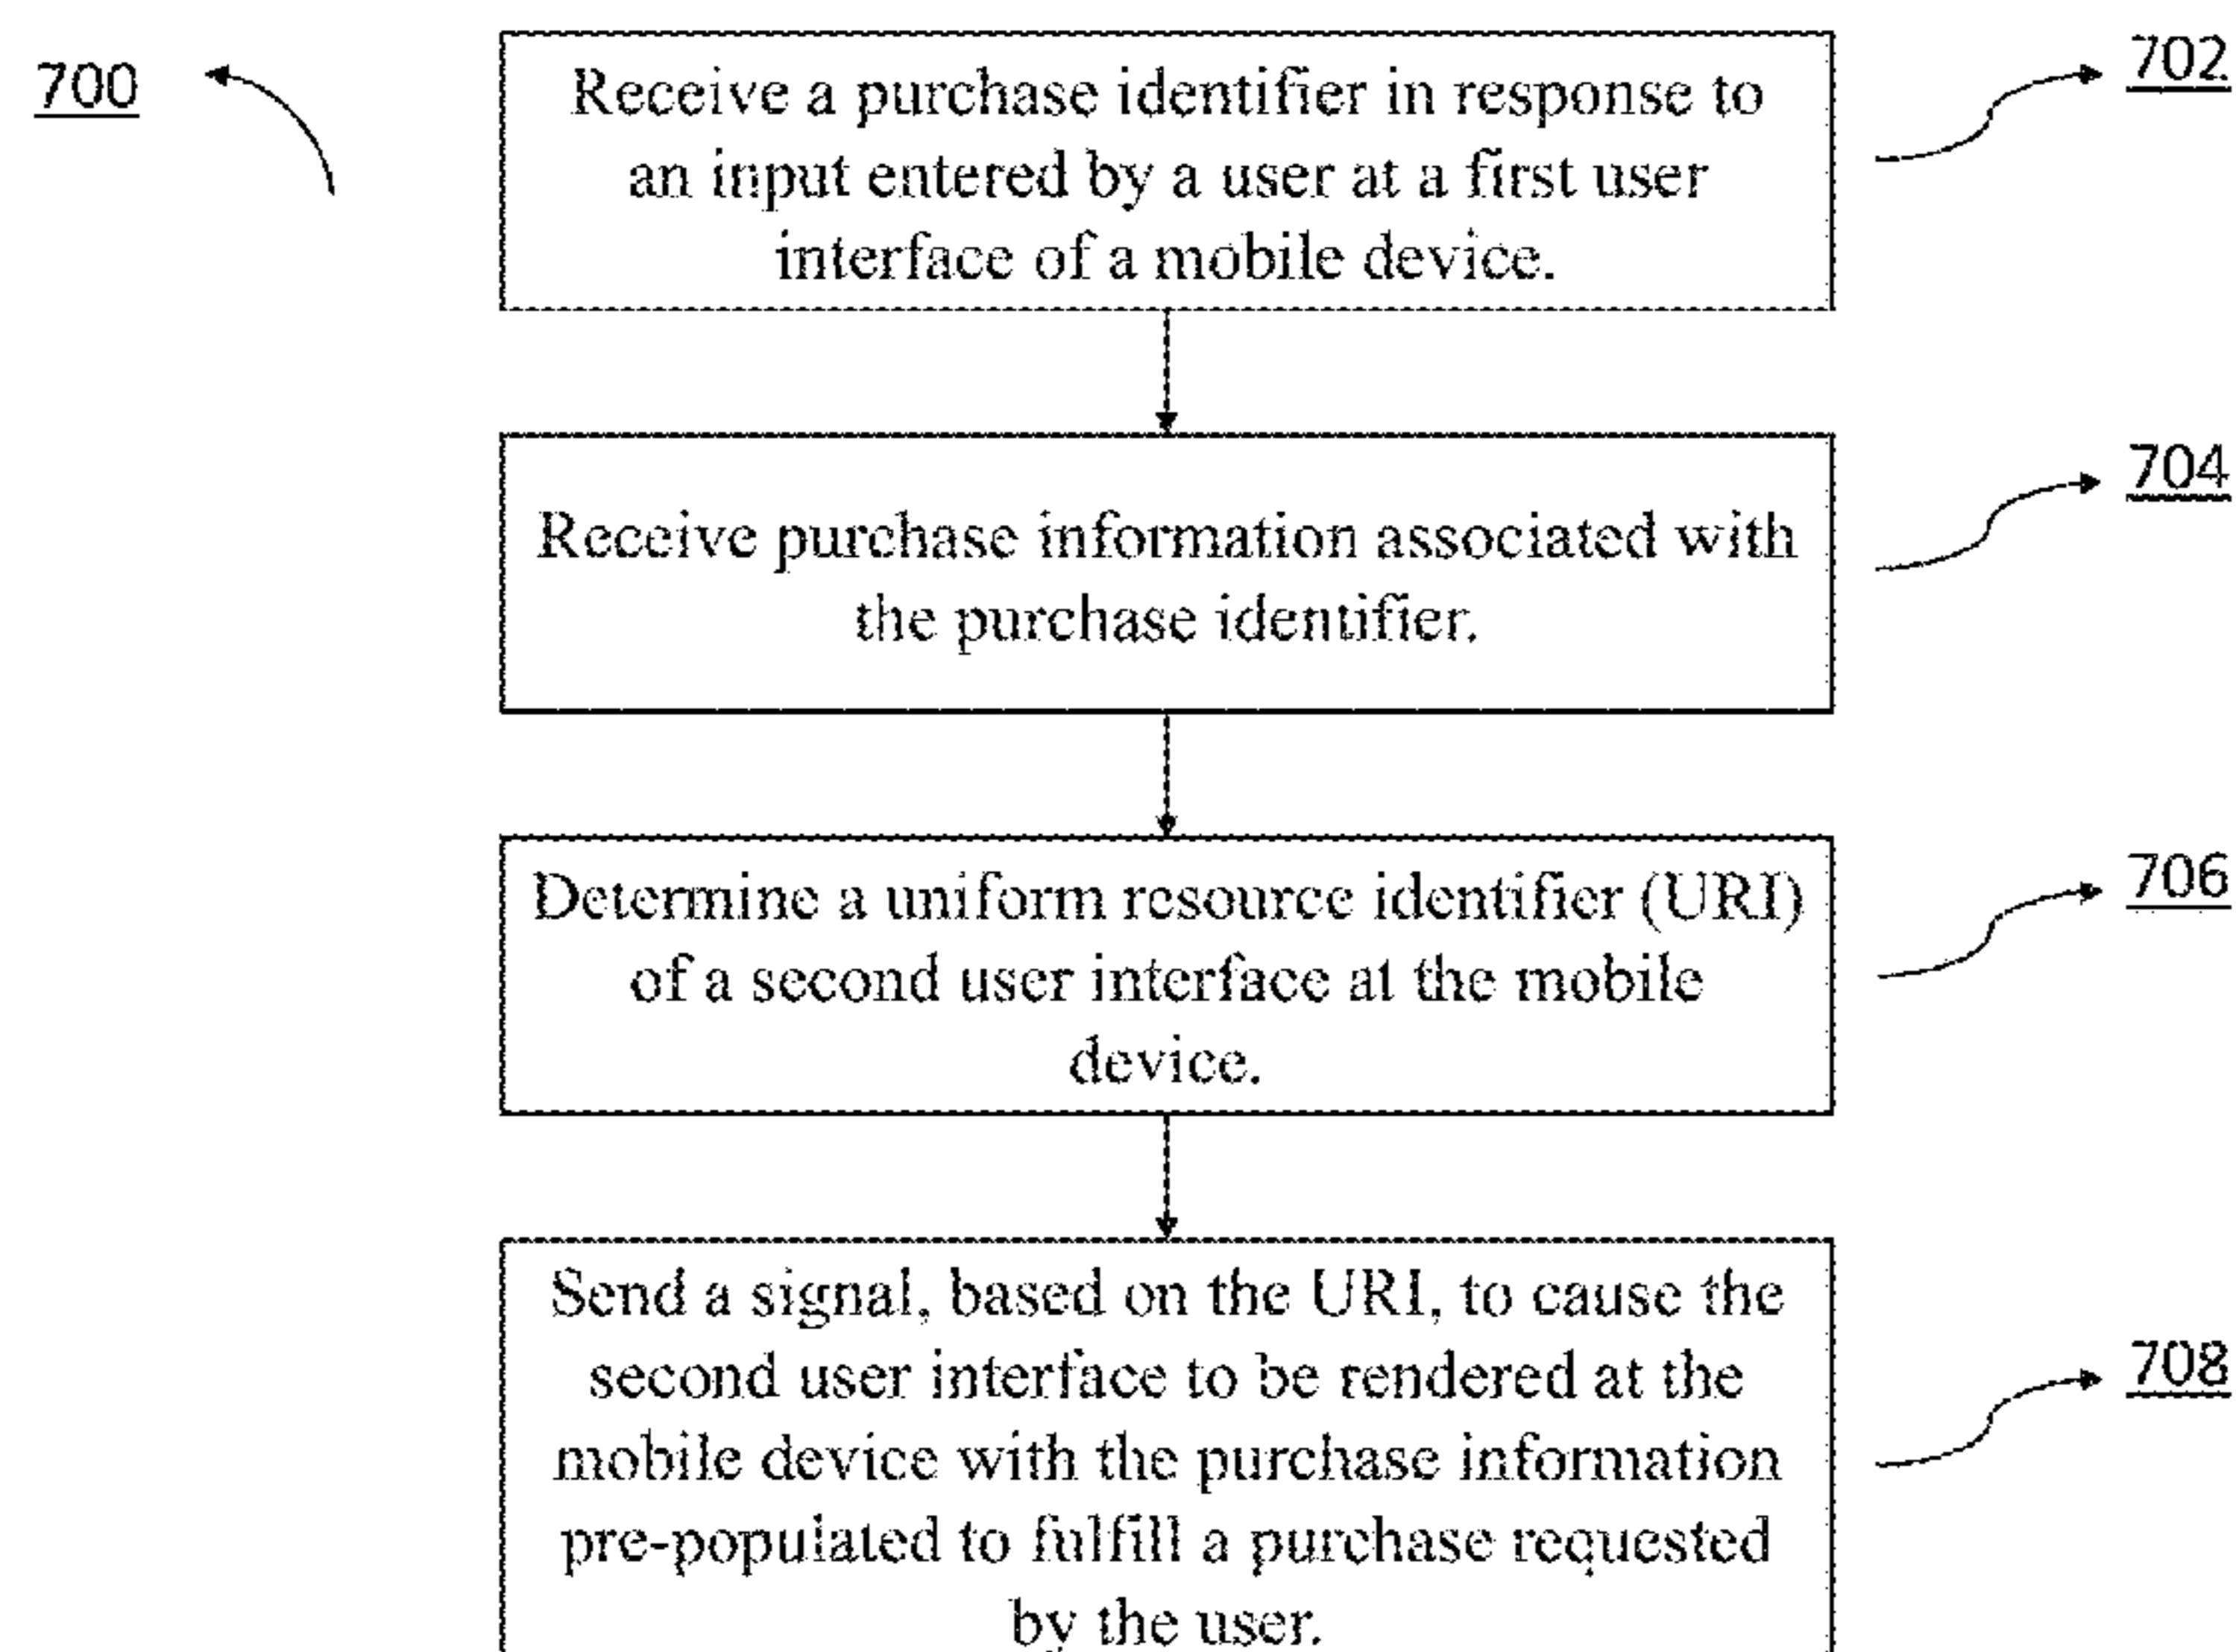 700
Receive a purchase identifier in response to
an input entered by a user at a first user
interface of a mobile device.
702
Receive purchase information associated with
the purchase identifier.
704
Determine a uniform resource identifier (URI)
of a second user interface at the mobile
device.
706
Send a signal, based on the URI, to cause the
second user interface to be rendered at the
mobile device with the purchase information
pre-populated to fulfill a purchase requested
by the user.
708